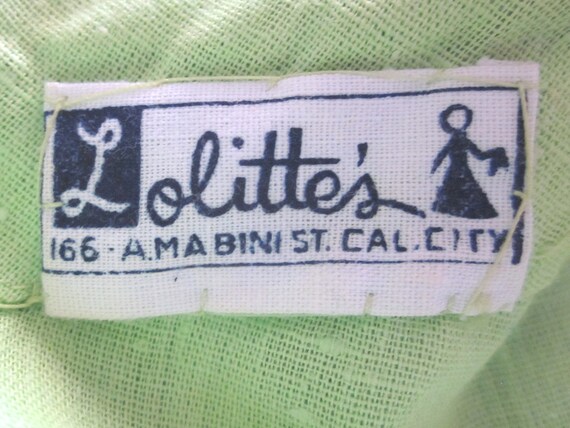 Lolitte's
166 - A. MABINI ST. CAL. CITY